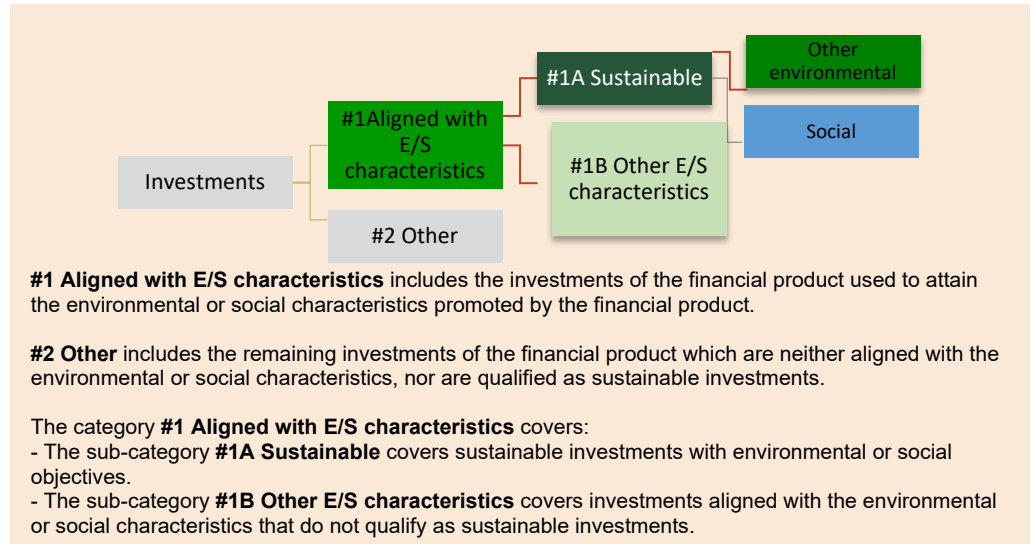 Other
environmental
#1A Sustainable
#1Aligned with
E/S
characteristics
Social
#1B Other E/S
characteristics
Investments
#2 Other
#1 Aligned with E/S characteristics includes the investments of the financial product used to attain
the environmental or social characteristics promoted by the financial product.
#2 Other includes the remaining investments of the financial product which are neither aligned with the
environmental or social characteristics, nor are qualified as sustainable investments.
The category #1 Aligned with E/S characteristics covers:
- The sub-category #1A Sustainable covers sustainable investments with environmental or social
objectives.
- The sub-category #1B Other E/S characteristics covers investments aligned with the environmental
or social characteristics that do not qualify as sustainable investments.